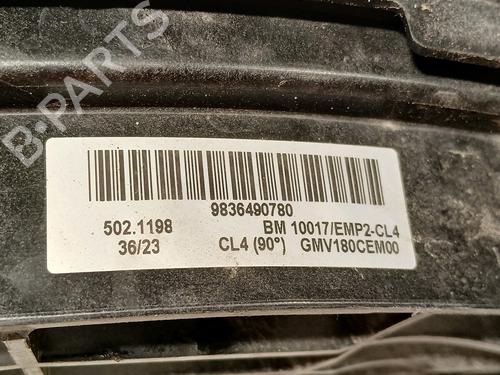 B-PARTS
9836490780
502.1198 BM 10017/EMP2-CL4
36/23 CL4 (90°) GMV180CEM00